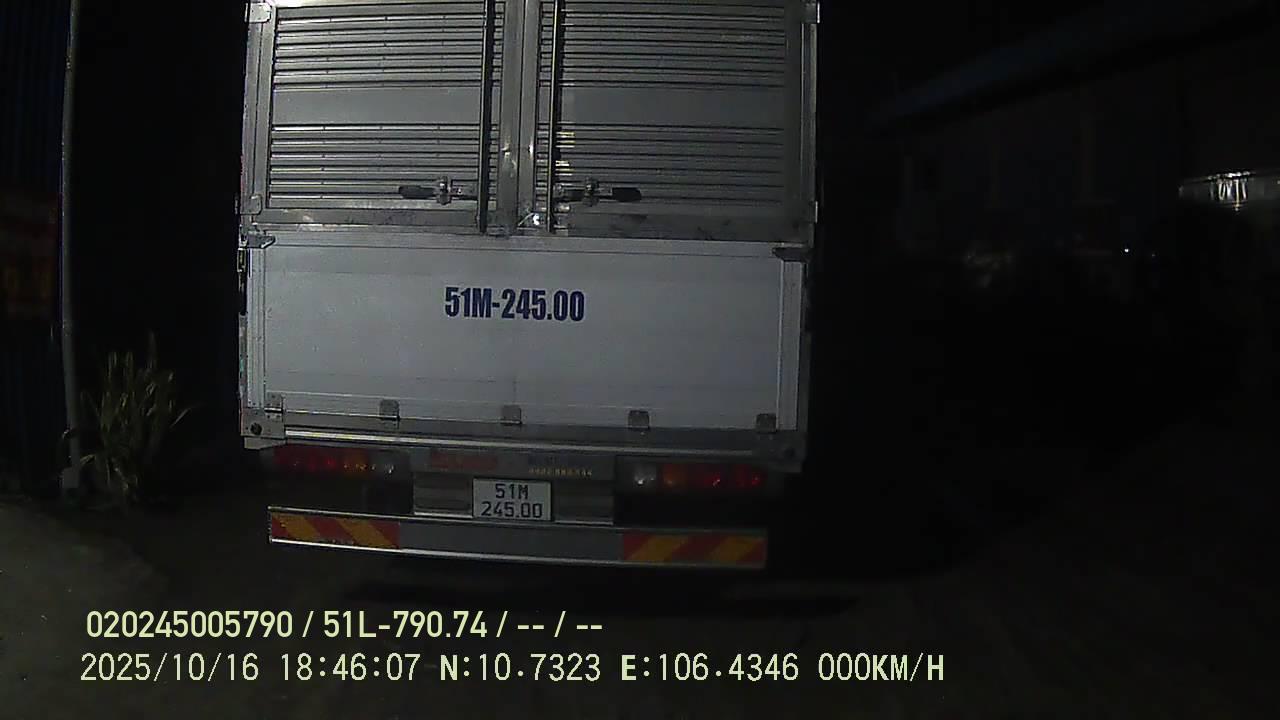 51M-245.00
51M
245.00
020245005790 / 51L-790.74 / -- / --
2025/10/16 18:46:07 N:10.7323 E:106.4346 000KM/H